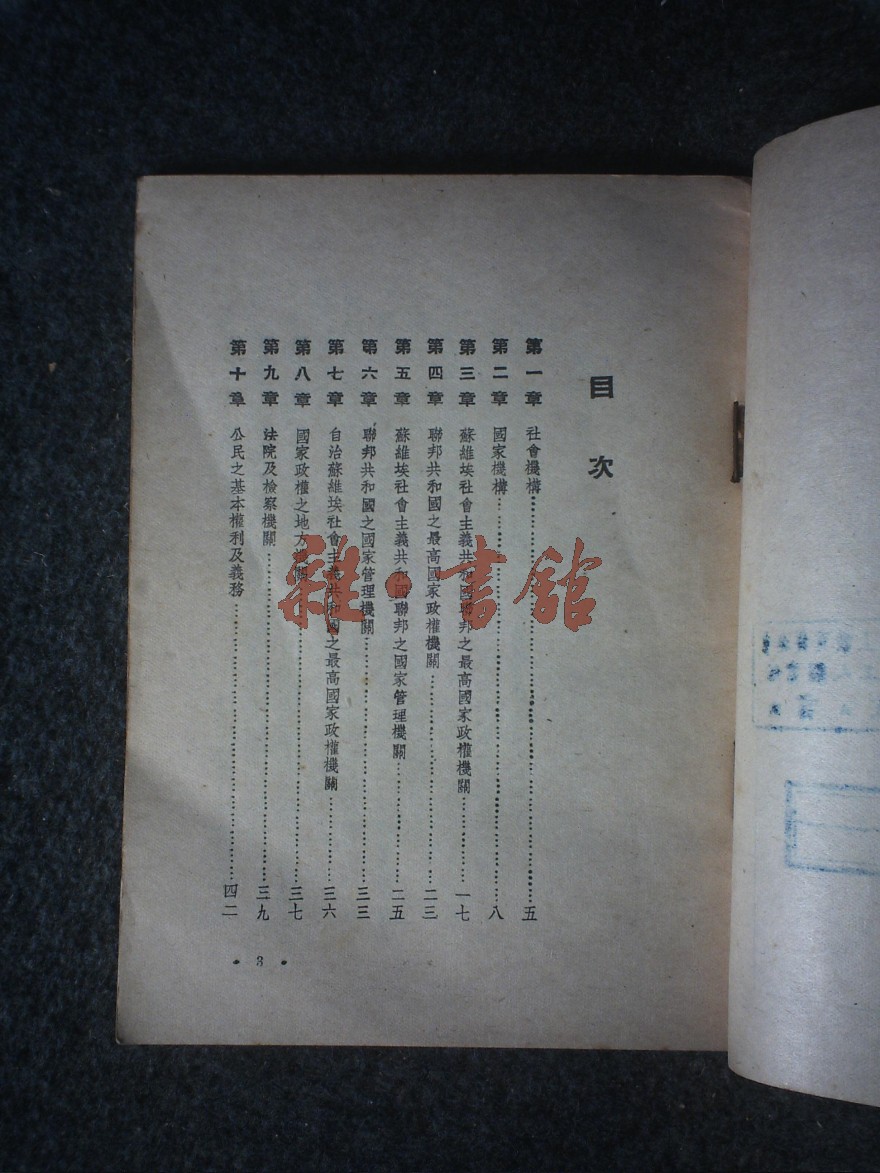 目次
第一章 社會機構……五
第二章 國家機構……八
第三章 蘇維埃社會主義共和國聯邦之最高國家政權機關……一七
第四章 聯邦共和國之最高國家政權機關……二三
第五章 蘇維埃社會主義共和國聯邦之國家管理機關……二五
第六章 聯邦共和國之國家管理機關……三三
第七章 自治蘇維埃社會主義共和國之最高國家政權機關……三六
第八章 國家政權之地方機關……三七
第九章 法院及檢察機關……三九
第十章 公民之基本權利及義務……四二
• 3 •
雜·書館